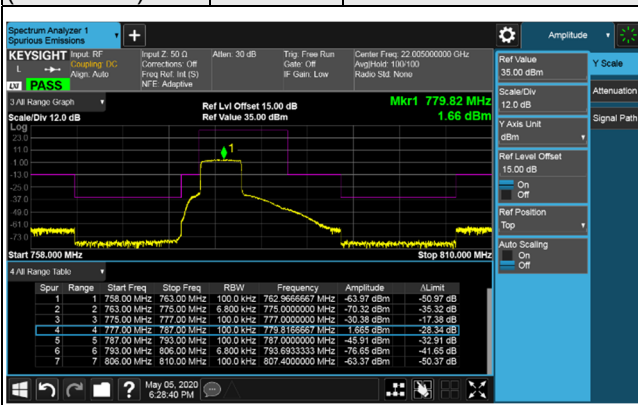 Spectrum Analyzer 1
Spurious Emissions
Amplitude
KEYSIGHT Input: RF Input Z: 50 Ω Atten: 30 dB Trig: Free Run Center Freq: 22.005000000 GHz
Coupling: DC Corrections: Off Gate: Off Avg|Hold: 100/100
Align: Auto Freq Ref: Int (S) IF Gain: Low Radio Std: None
NFE: Adaptive
PASS
3 All Range Graph
Ref Lvl Offset 15.00 dB Mkr1 779.82 MHz
Scale/Div 12.0 dB Ref Value 35.00 dBm 1.66 dBm
Log
23.0
11.0
1
-1.00
-13.0
-25.0
-37.0
-49.0
-61.0
-73.0
Start 758.000 MHz Stop 810.000 MHz
4 All Range Table
Spur Range Start Freq Stop Freq RBW Frequency Amplitude ΔLimit
1 1 758.00 MHz 763.00 MHz 100.0 kHz 762.9666667 MHz -63.97 dBm -50.97 dB
2 2 763.00 MHz 775.00 MHz 6.800 kHz 775.0000000 MHz -70.32 dBm -35.32 dB
3 3 775.00 MHz 777.00 MHz 100.0 kHz 777.0000000 MHz -30.38 dBm -17.38 dB
4 4 777.00 MHz 787.00 MHz 100.0 kHz 779.8166667 MHz 1.665 dBm -28.34 dB
5 5 787.00 MHz 793.00 MHz 100.0 kHz 787.0000000 MHz -45.91 dBm -32.91 dB
6 6 793.00 MHz 806.00 MHz 6.800 kHz 793.6933333 MHz -76.65 dBm -41.65 dB
7 7 806.00 MHz 810.00 MHz 100.0 kHz 807.4000000 MHz -63.37 dBm -50.37 dB
May 05, 2020
6:28:40 PM
Ref Value
35.00 dBm
Scale/Div
12.0 dB
Y Axis Unit
dBm
Ref Level Offset
15.00 dB
On
Off
Ref Position
Top
Auto Scaling
On
Off
Y Scale
Attenuation
Signal Path